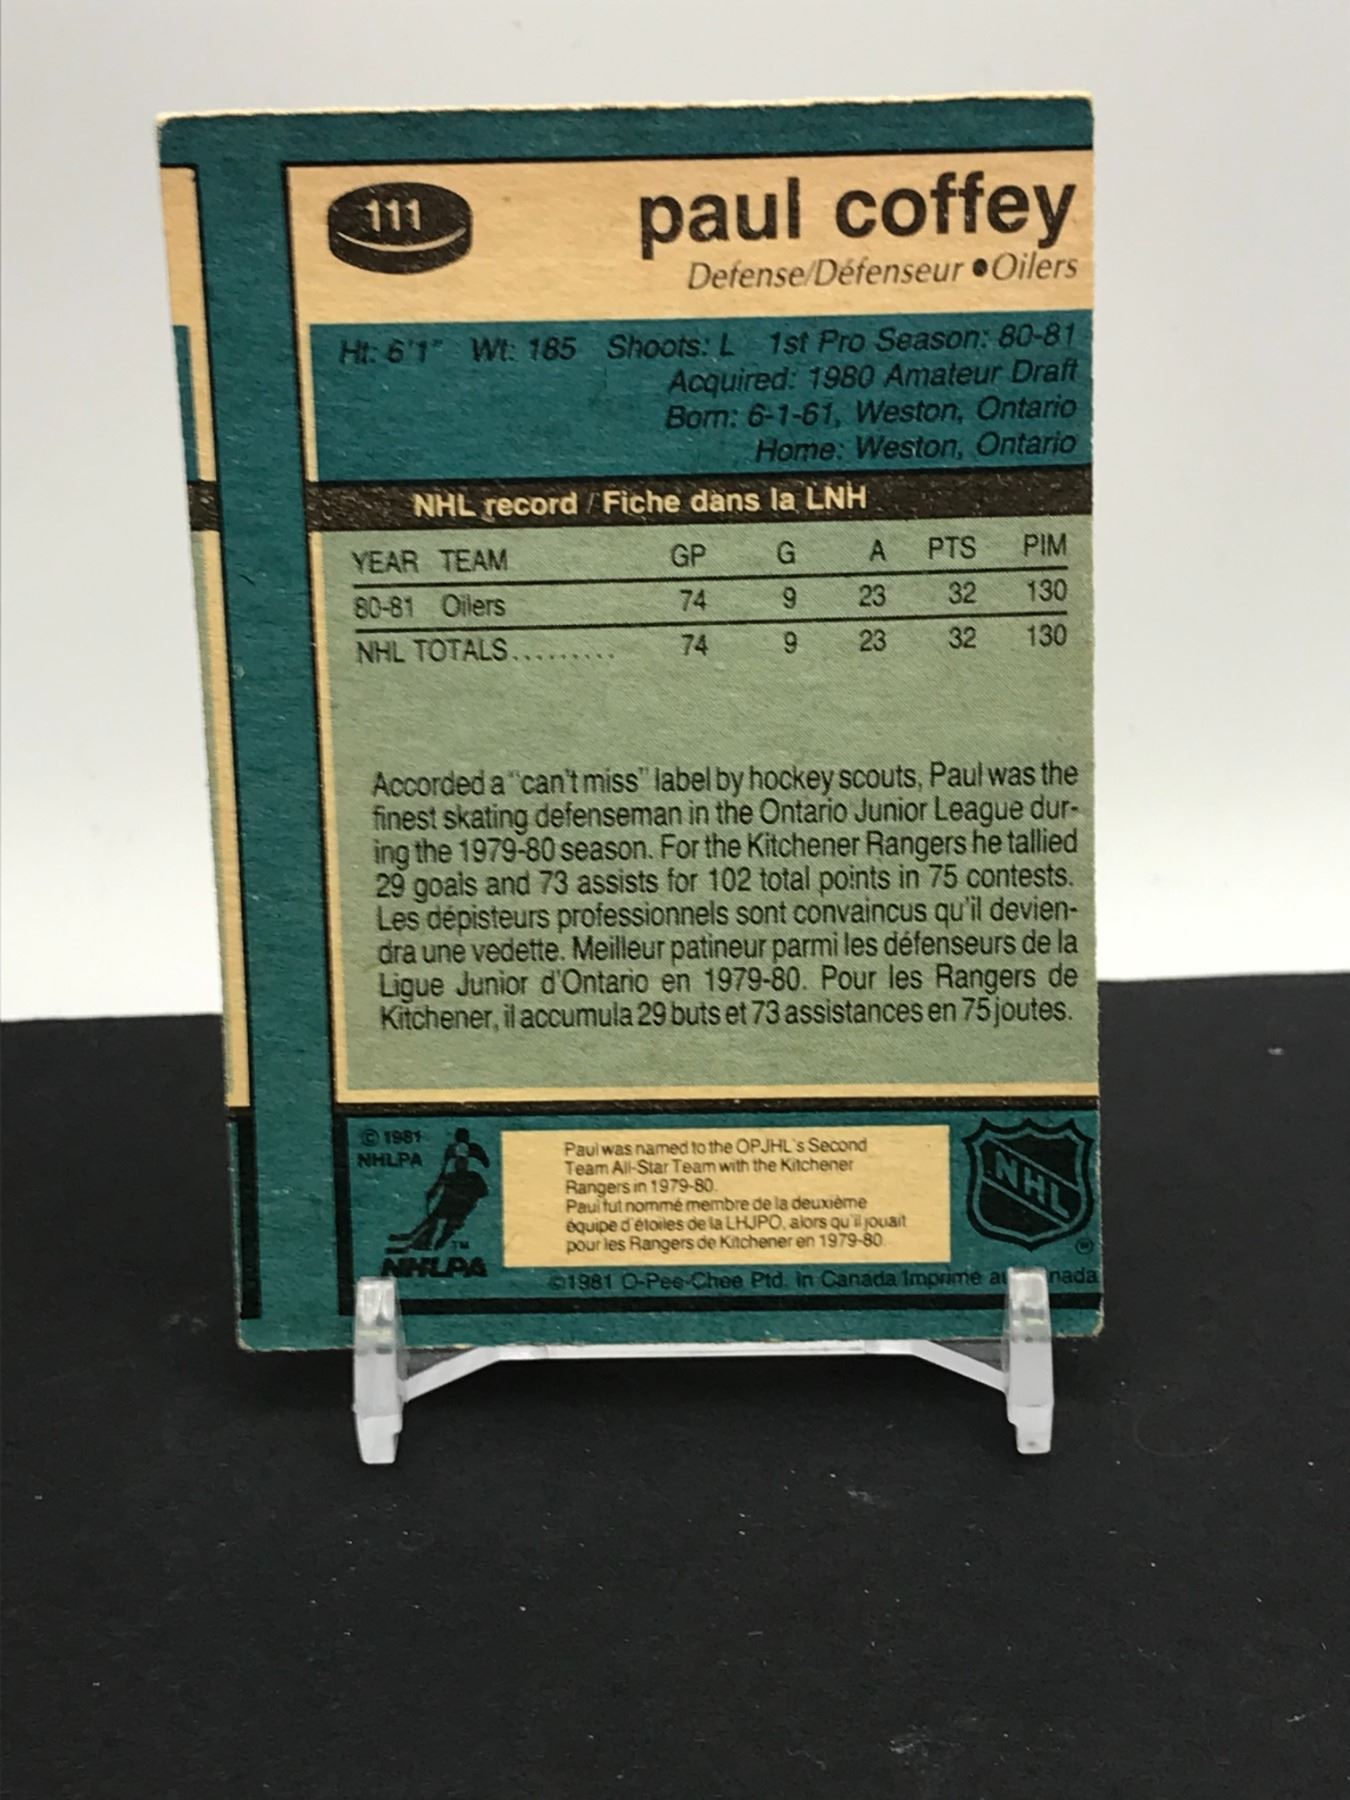 111
paul coffey
Defense/Défenseur ●Oilers
Ht: 6'1" Wt: 185 Shoots: L 1st Pro Season: 80-81
Acquired: 1980 Amateur Draft
Born: 6-1-61, Weston, Ontario
Home: Weston, Ontario
NHL record / Fiche dans la LNH
YEAR TEAM GP G A PTS PIM
80-81 Oilers 74 9 23 32 130
NHL TOTALS......... 74 9 23 32 130
Accorded a "can't miss" label by hockey scouts, Paul was the
finest skating defenseman in the Ontario Junior League dur-
ing the 1979-80 season. For the Kitchener Rangers he tallied
29 goals and 73 assists for 102 total points in 75 contests.
Les dépisteurs professionnels sont convaincus qu'il devien-
dra une vedette. Meilleur patineur parmi les défenseurs de la
Ligue Junior d'Ontario en 1979-80. Pour les Rangers de
Kitchener, il accumula 29 buts et 73 assistances en 75 joutes.
© 1981
NHLPA
TM
NHLPA
Paul was named to the OPJHL's Second
Team All-Star Team with the Kitchener
Rangers in 1979-80.
Paul fut nommé membre de la deuxième
équipe d'étoiles de la LHJPO, alors qu'il jouait
pour les Rangers de Kitchener en 1979-80.
NHL
©1981 O-Pee-Chee Ptd. in Canada/Imprimé